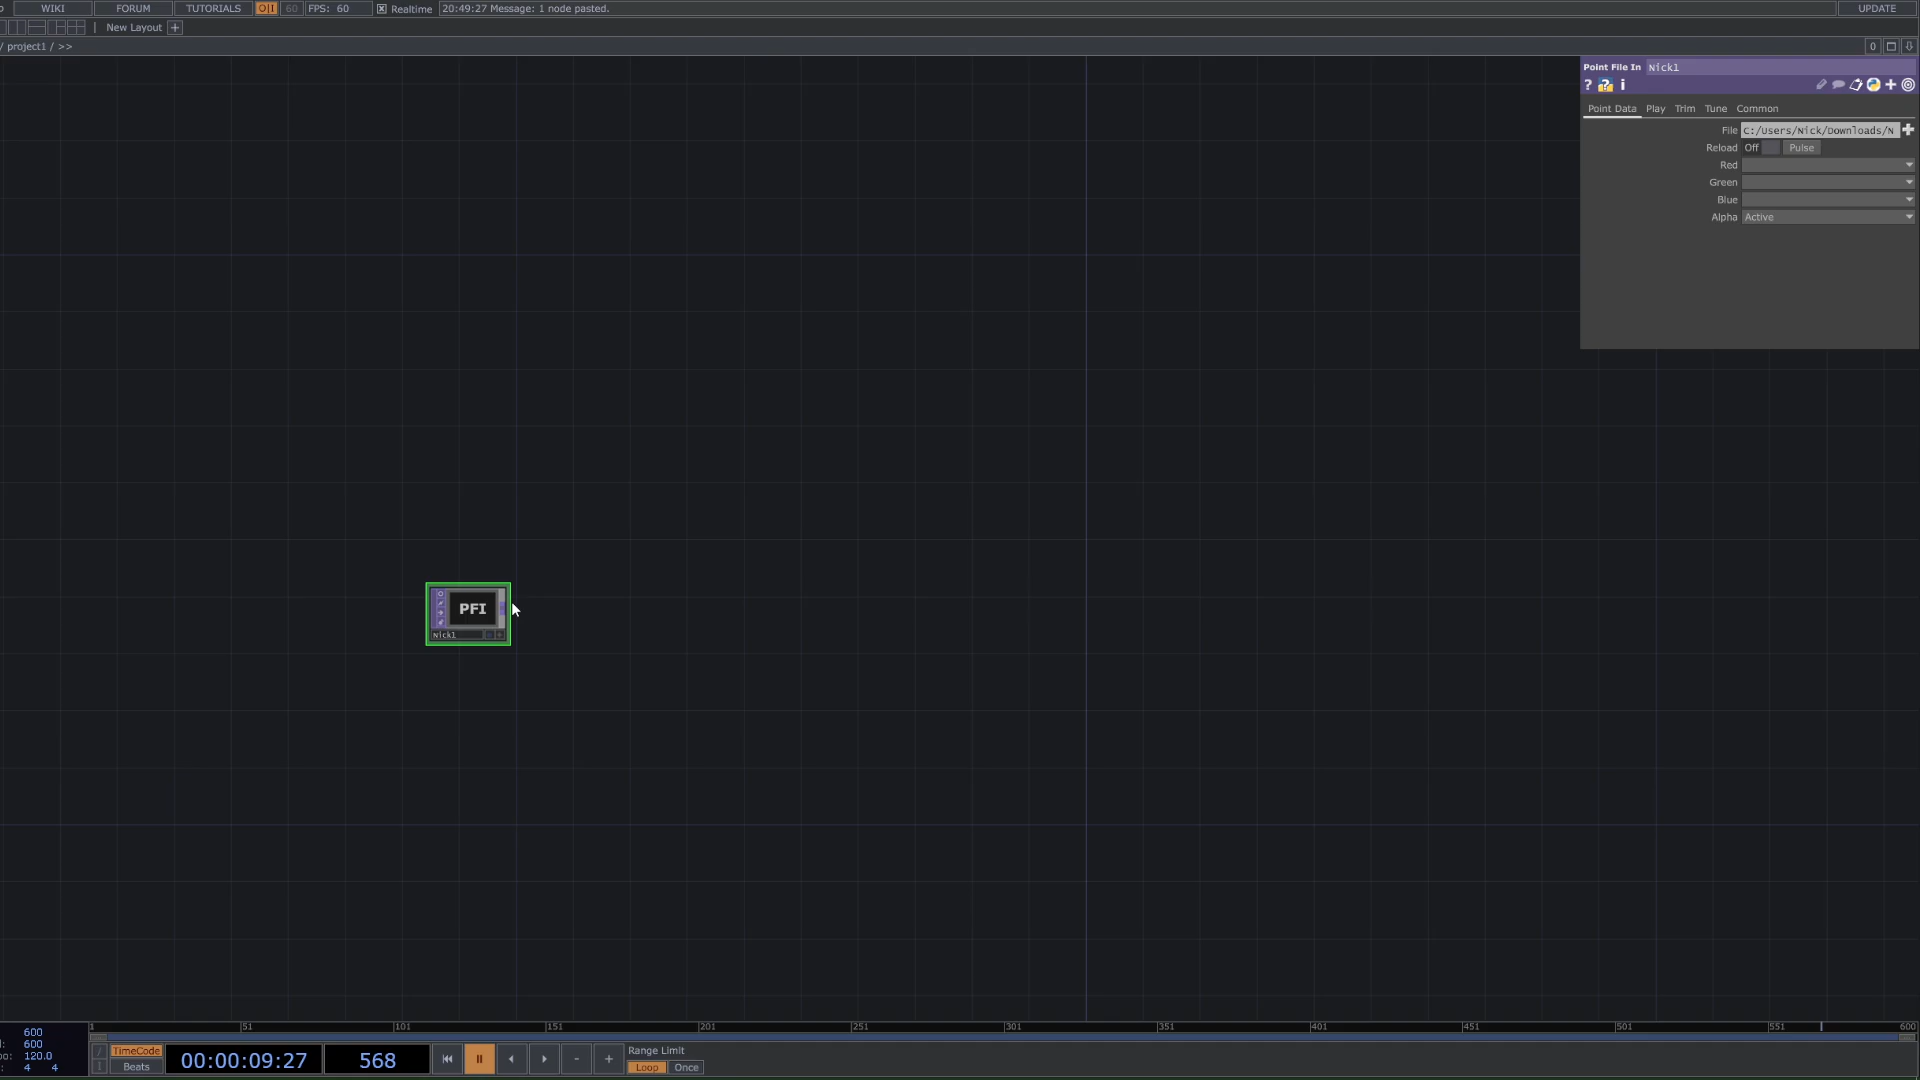 WIKI FORUM TUTORIALS O|I 60 FPS: 60 Realtime 20:49:27 Message: 1 node pasted. UPDATE
New Layout +
/ project1 / >> 0
Point File In Nick1
? ? i
Point Data Play Trim Tune Common
File C:/Users/Nick/Downloads/N
Reload Off Pulse
Red
Green
Blue
Alpha Active
PFI
Nick1
1 51 101 151 201 251 301 351 401 451 501 551 600
600
600
120.0
4 4
TimeCode
Beats
00:00:09:27
568
- +
Range Limit
Loop Once